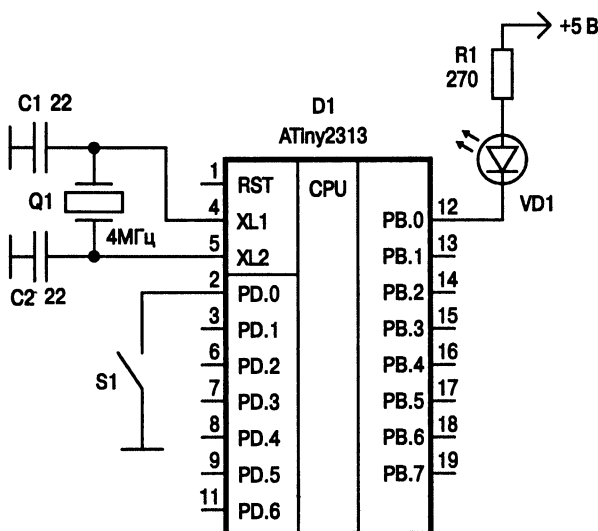 +5 В
R1
270
C1 22
D1
ATiny2313
1
RST
CPU
Q1
4
XL1
PB.0
12
VD1
4МГц
5
XL2
PB.1
13
C2 22
2
PD.0
PB.2
14
3
PD.1
PB.3
15
S1
6
PD.2
PB.4
16
7
PD.3
PB.5
17
8
PD.4
PB.6
18
9
PD.5
PB.7
19
11
PD.6